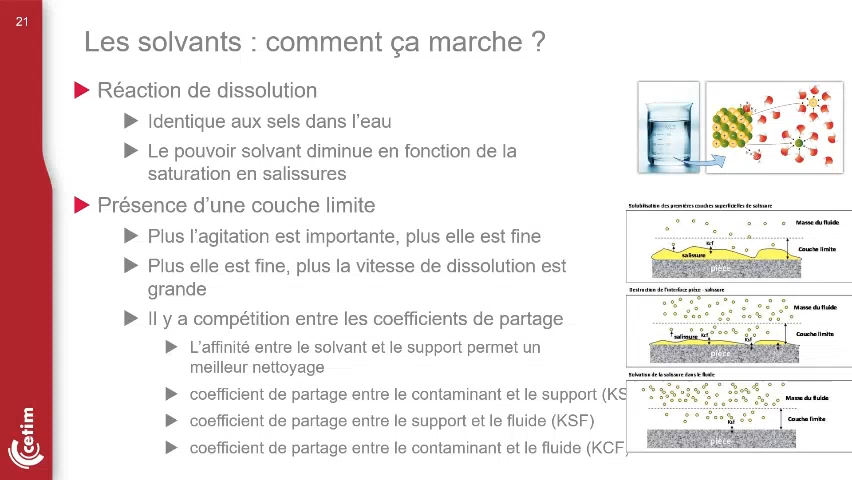 21
Les solvants : comment ça marche ?
Réaction de dissolution
Identique aux sels dans l'eau
Le pouvoir solvant diminue en fonction de la
saturation en salissures
Présence d'une couche limite
Plus l'agitation est importante, plus elle est fine
Plus elle est fine, plus la vitesse de dissolution est
grande
Il y a compétition entre les coefficients de partage
L'affinité entre le solvant et le support permet un
meilleur nettoyage
coefficient de partage entre le contaminant et le support (KS
coefficient de partage entre le support et le fluide (KSF)
coefficient de partage entre le contaminant et le fluide (KCF)
Solubilisation des premières couches superficielles de salissure
Masse du fluide
Kcf
Couche limite
salissure
pièce
Destruction de l'interface pièce - salissure
Masse du fluide
Couche limite
salissure
Kcf
Ksf
pièce
Solvation de la salissure dans le fluide
Masse du fluide
Couche limite
Ksf
pièce
cetim